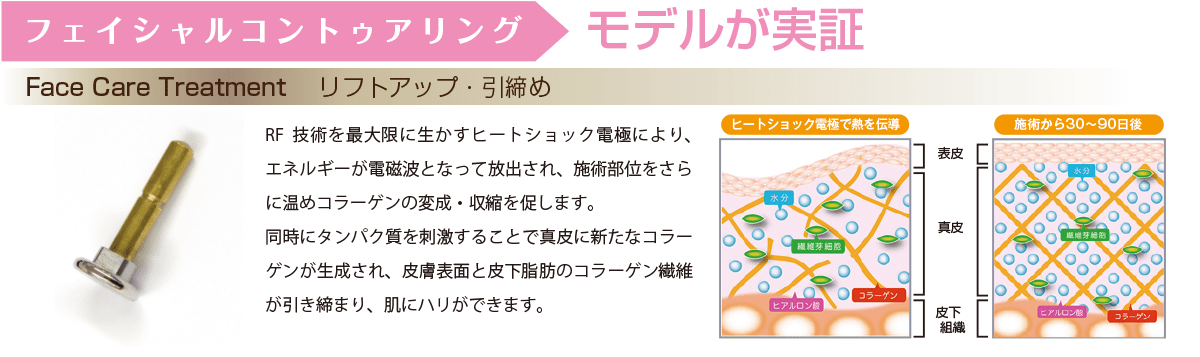 フェイシャルコントゥアリング
モデルが実証
Face Care Treatment リフトアップ・引締め
RF 技術を最大限に生かすヒートショック電極により、
エネルギーが電磁波となって放出され、施術部位をさら
に温めコラーゲンの変成・収縮を促します。
同時にタンパク質を刺激することで真皮に新たなコラー
ゲンが生成され、皮膚表面と皮下脂肪のコラーゲン繊維
が引き締まり、肌にハリができます。
ヒートショック電極で熱を伝導
水分
繊維芽細胞
コラーゲン
ヒアルロン酸
表皮
真皮
皮下
組織
施術から30〜90日後
水分
繊維芽細胞
ヒアルロン酸
コラーゲン